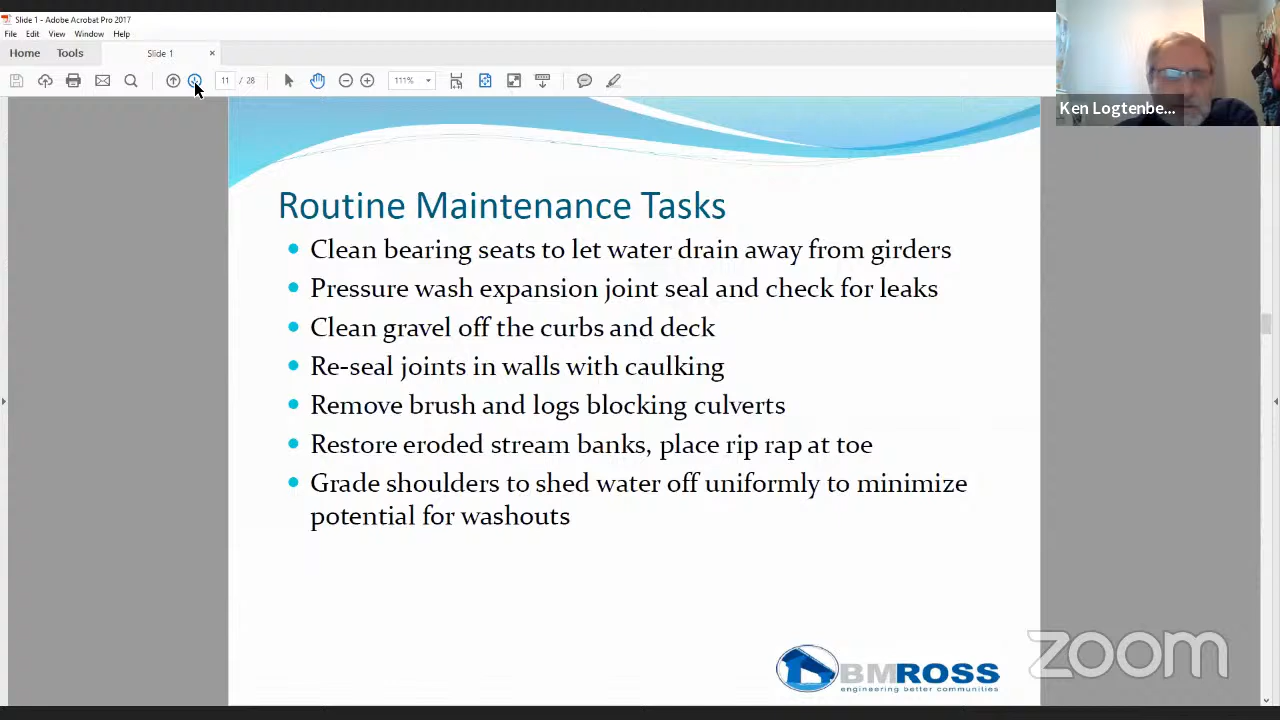 Slide 1 - Adobe Acrobat Pro 2017
File Edit View Window Help
Home Tools Slide 1 ×
11 / 28 111%
Ken Logtenbe...
Routine Maintenance Tasks
• Clean bearing seats to let water drain away from girders
• Pressure wash expansion joint seal and check for leaks
• Clean gravel off the curbs and deck
• Re-seal joints in walls with caulking
• Remove brush and logs blocking culverts
• Restore eroded stream banks, place rip rap at toe
• Grade shoulders to shed water off uniformly to minimize
potential for washouts
BMROSS
engineering better communities
zoom